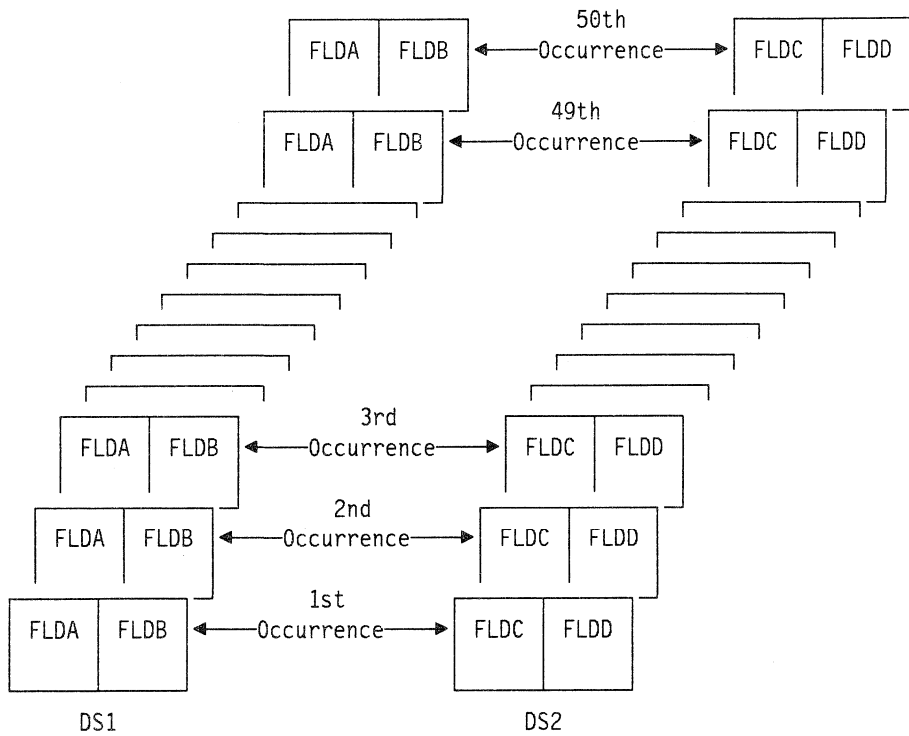 50th
FLDA FLDB Occurrence FLDC FLDD
49th
FLDA FLDB Occurrence FLDC FLDD
3rd
FLDA FLDB Occurrence FLDC FLDD
2nd
FLDA FLDB Occurrence FLDC FLDD
1st
FLDA FLDB Occurrence FLDC FLDD
DS1 DS2